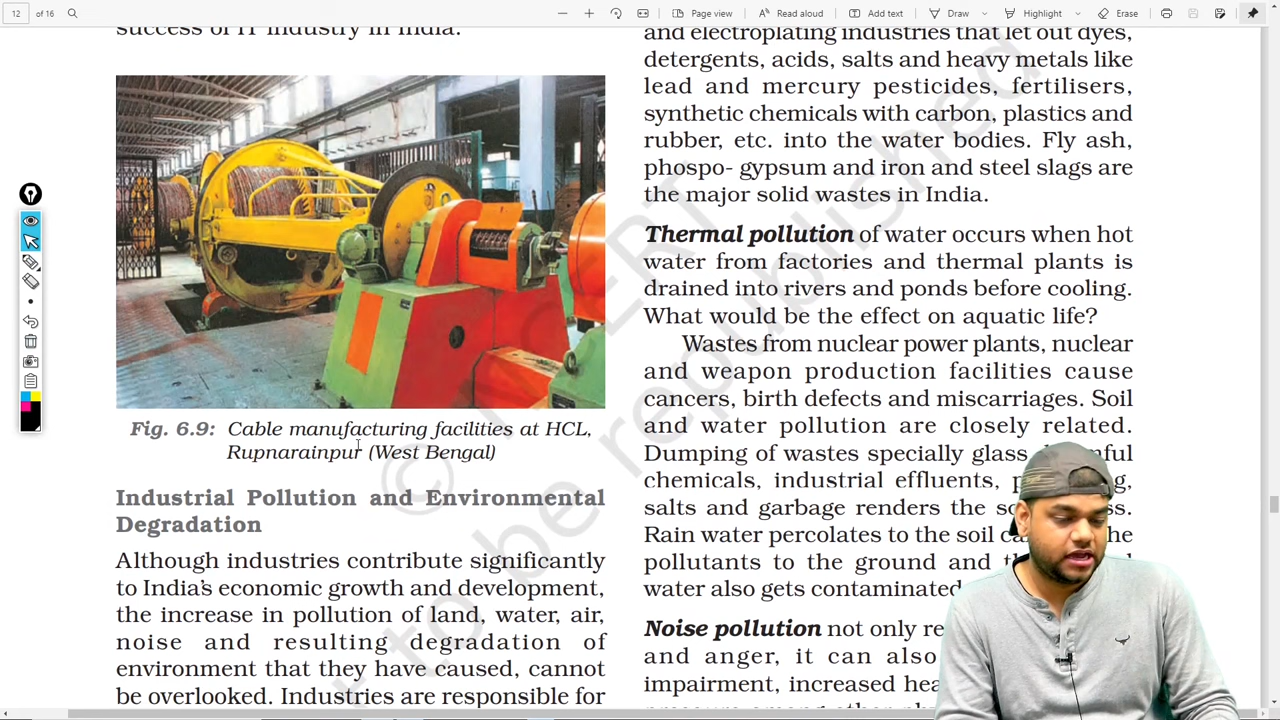 12 of 16
Page view
Read aloud
Add text
Draw
Highlight
Erase
success of IT industry in India.
Fig. 6.9: Cable manufacturing facilities at HCL,
Rupnarainpur (West Bengal)
Industrial Pollution and Environmental
Degradation
Although industries contribute significantly
to India's economic growth and development,
the increase in pollution of land, water, air,
noise and resulting degradation of
environment that they have caused, cannot
be overlooked. Industries are responsible for
and electroplating industries that let out dyes,
detergents, acids, salts and heavy metals like
lead and mercury pesticides, fertilisers,
synthetic chemicals with carbon, plastics and
rubber, etc. into the water bodies. Fly ash,
phospo- gypsum and iron and steel slags are
the major solid wastes in India.
Thermal pollution of water occurs when hot
water from factories and thermal plants is
drained into rivers and ponds before cooling.
What would be the effect on aquatic life?
Wastes from nuclear power plants, nuclear
and weapon production facilities cause
cancers, birth defects and miscarriages. Soil
and water pollution are closely related.
Dumping of wastes specially glass
chemicals, industrial effluents,
salts and garbage renders the
Rain water percolates to the soil
pollutants to the ground and
water also gets contaminated
Noise pollution not only
and anger, it can also
impairment, increased
© NCERT
to be republished